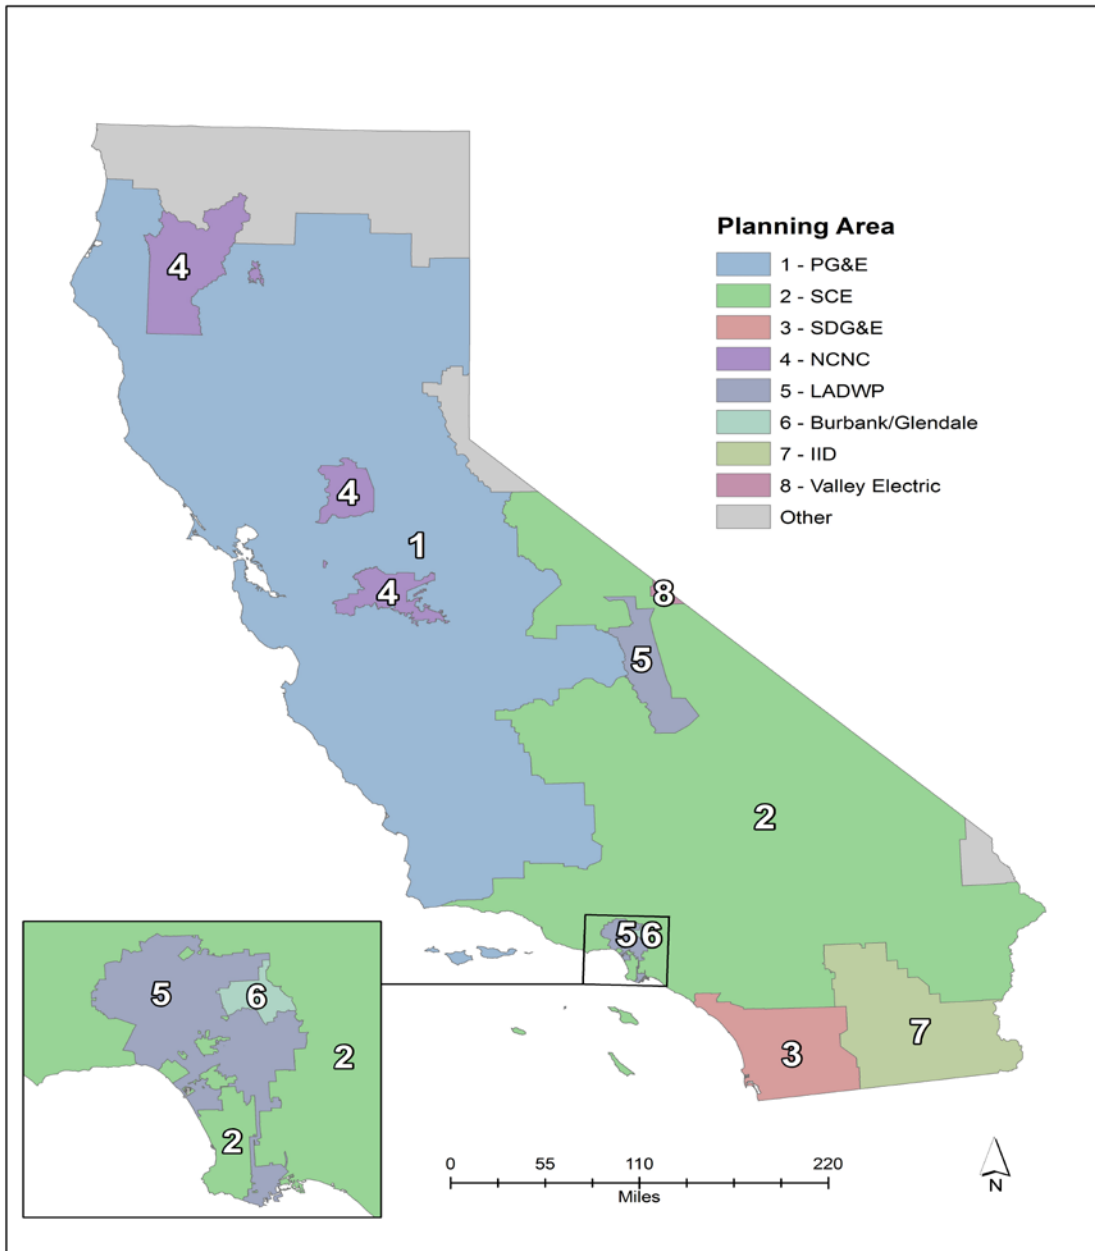 Planning Area
1 - PG&E
2 - SCE
3 - SDG&E
4 - NCNC
5 - LADWP
6 - Burbank/Glendale
7 - IID
8 - Valley Electric
Other
4
4
1
4
8
5
2
5 6
5
6
2
2
3
7
0 55 110 220
Miles
N